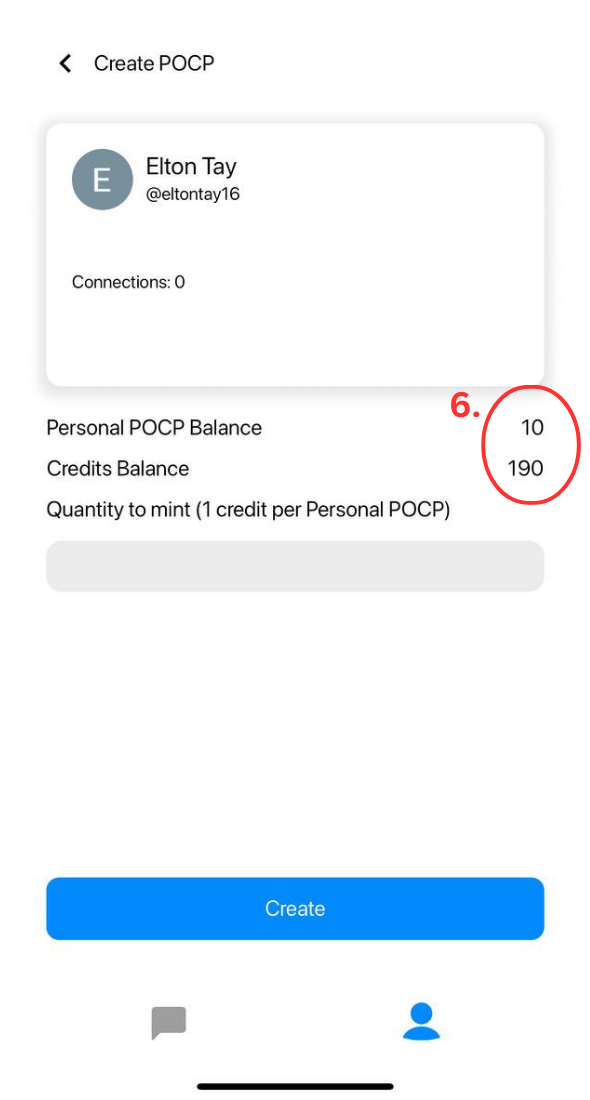 Create POCP
E
Elton Tay
@eltontay16
Connections: 0
6.
Personal POCP Balance 10
Credits Balance 190
Quantity to mint (1 credit per Personal POCP)
Create